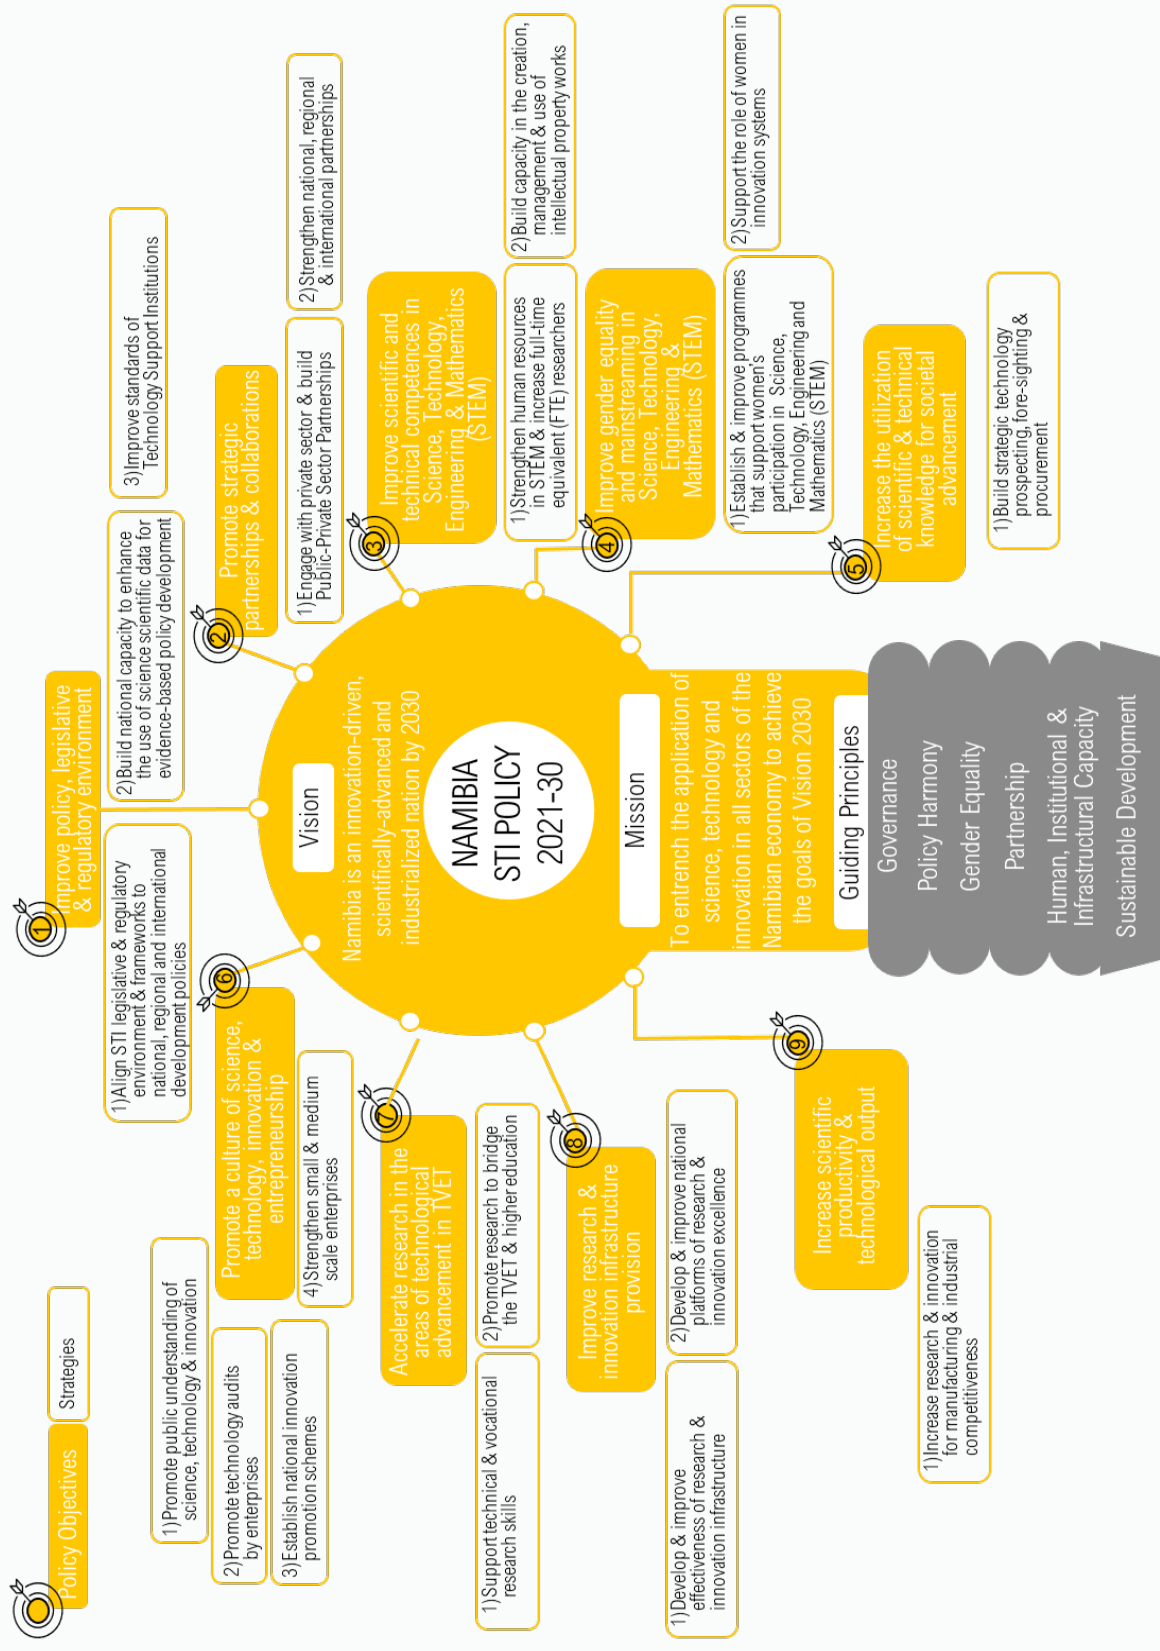 Policy Objectives
Strategies
1
Improve policy, legislative
& regulatory environment
1)Align STI legislative & regulatory
environment & frameworks to
national, regional and international
development policies
2)Build national capacity to enhance
the use of science scientific data for
evidence-based policy development
3)Improve standards of
Technology Support Institutions
2
Promote strategic
partnerships & collaborations
1)Engage with private sector & build
Public-Private Sector Partnerships
2)Strengthen national, regional
& international partnerships
3
Improve scientific and
technical competences in
Science, Technology,
Engineering & Mathematics
(STEM)
1)Strengthen human resources
in STEM & increase full-time
equivalent (FTE) researchers
2)Build capacity in the creation,
management & use of
intellectual property works
4
Improve gender equality
and mainstreaming in
Science, Technology,
Engineering &
Mathematics (STEM)
1)Establish & improve programmes
that support women's
participation in Science,
Technology, Engineering and
Mathematics (STEM)
2)Support the role of women in
innovation systems
5
Increase the utilization
of scientific & technical
knowledge for societal
advancement
1)Build strategic technology
prospecting, fore-sighting &
procurement
6
Promote a culture of science,
technology, innovation &
entrepreneurship
1)Promote public understanding of
science, technology & innovation
2)Promote technology audits
by enterprises
3)Establish national innovation
promotion schemes
4)Strengthen small & medium
scale enterprises
7
Accelerate research in the
areas of technological
advancement in TVET
1)Support technical & vocational
research skills
2)Promote research to bridge
the TVET & higher education
8
Improve research &
innovation infrastructure
provision
1)Develop & improve
effectiveness of research &
innovation infrastructure
2)Develop & improve national
platforms of research &
innovation excellence
9
Increase scientific
productivity &
technological output
1)Increase research & innovation
for manufacturing & industrial
competitiveness
Vision
Namibia is an innovation-driven,
scientifically-advanced and
industrialized nation by 2030
NAMIBIA
STI POLICY
2021-30
Mission
To entrench the application of
science, technology and
innovation in all sectors of the
Namibian economy to achieve
the goals of Vision 2030
Guiding Principles
Governance
Policy Harmony
Gender Equality
Partnership
Human, Institutional &
Infrastructural Capacity
Sustainable Development